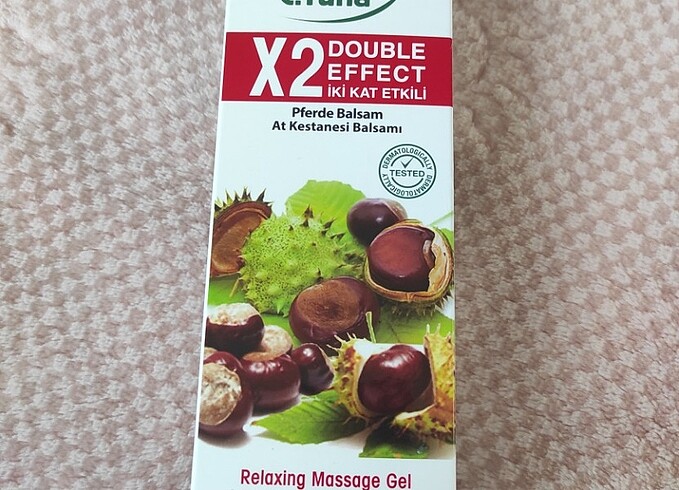 X2
DOUBLE
EFFECT
İKİ KAT ETKİLİ
Pferde Balsam
At Kestanesi Balsamı
DERMATOLOGICALLY
TESTED
DERMATOLOGICALLY
Relaxing Massage Gel